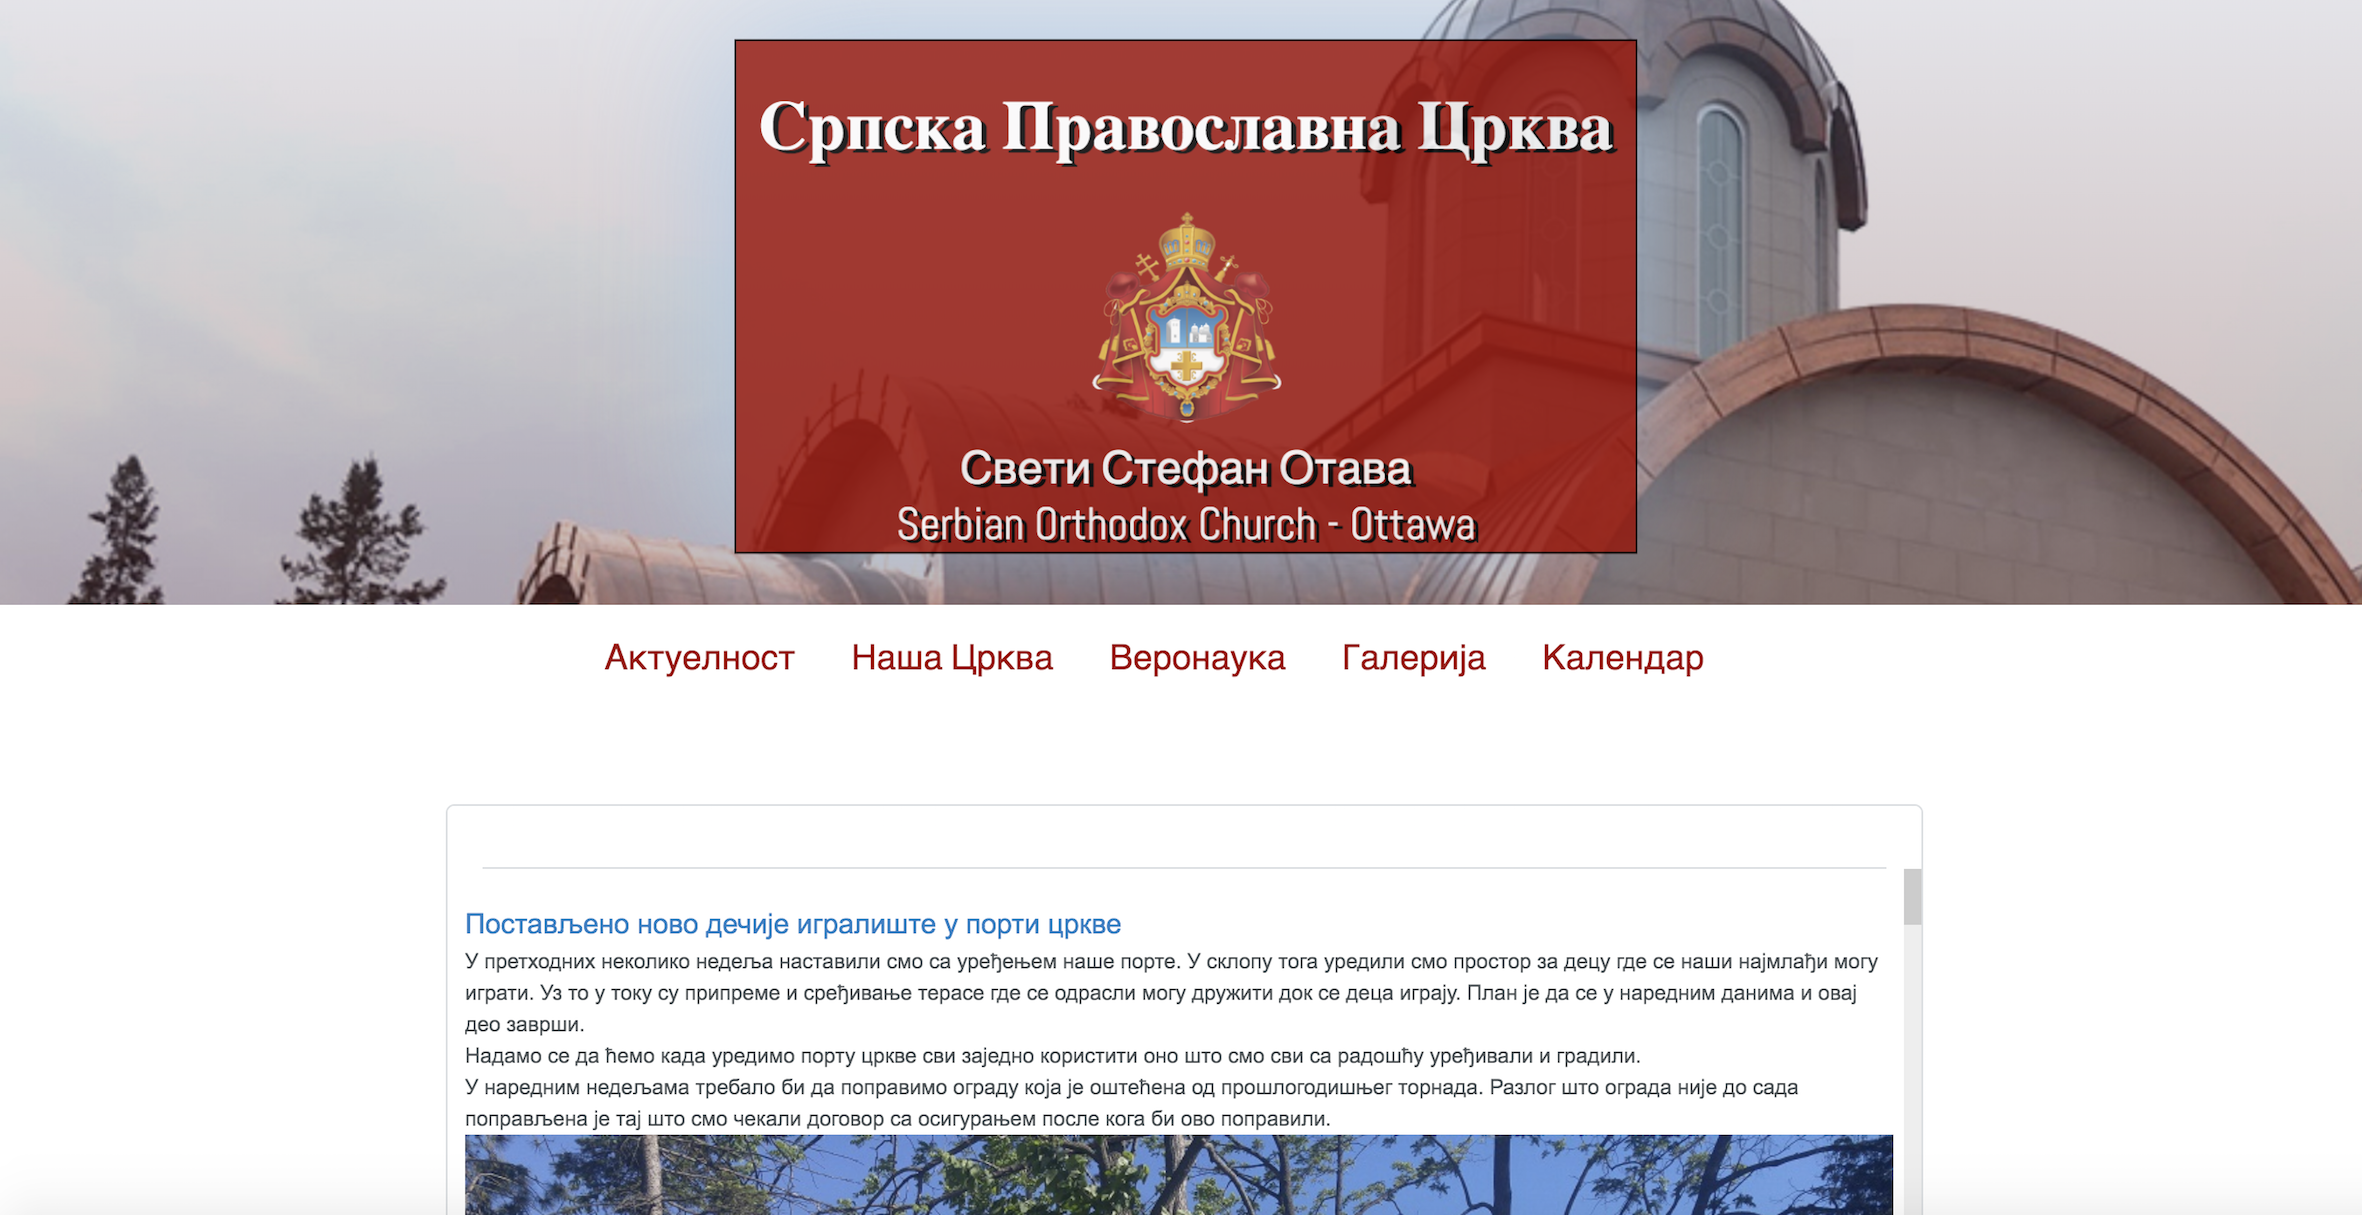 Српска Православна Црква
Свети Стефан Отава
Serbian Orthodox Church - Ottawa
Актуелност Наша Црква Веронаука Галерија Календар
Постављено ново дечије игралиште у порти цркве
У претходних неколико недеља наставили смо са уређењем наше порте. У склопу тога уредили смо простор за децу где се наши најмлађи могу
играти. Уз то у току су припреме и сређивање терасе где се одрасли могу дружити док се деца играју. План је да се у наредним данима и овај
део заврши.
Надамо се да ћемо када уредимо порту цркве сви заједно користити оно што смо сви са радошћу уређивали и градили.
У наредним недељама требало би да поправимо ограду која је оштећена од прошлогодишњег торнада. Разлог што ограда није до сада
поправљена је тај што смо чекали договор са осигурањем после кога би ово поправили.